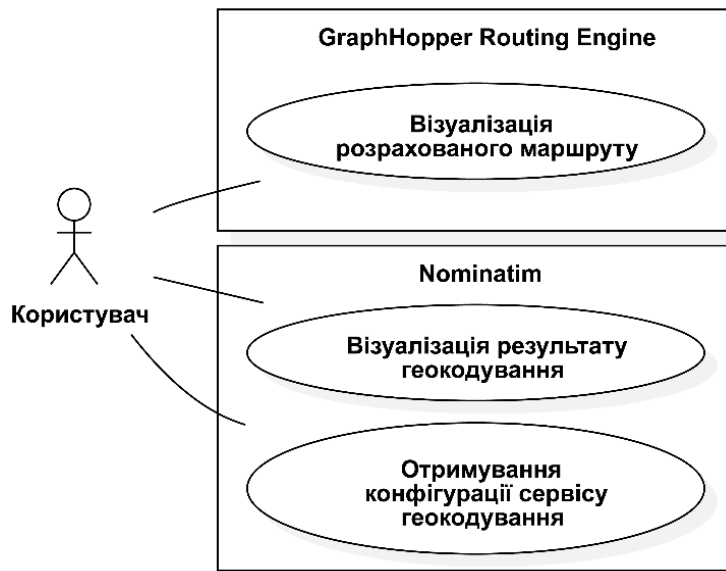 GraphHopper Routing Engine
Візуалізація
розрахованого маршруту
Користувач
Nominatim
Візуалізація результату
геокодування
Отримування
конфігурації сервісу
геокодування